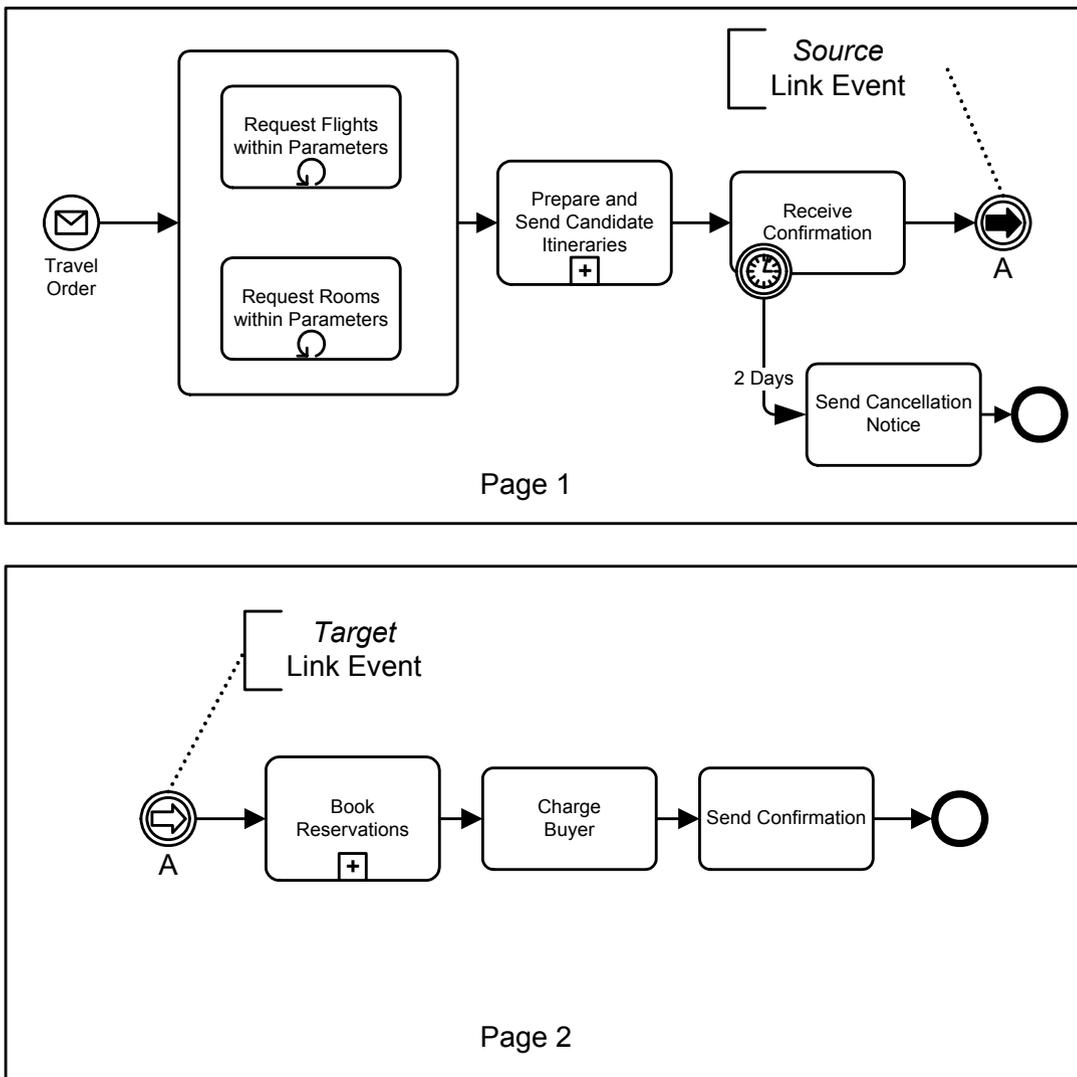 Source
Link Event
Request Flights
within Parameters
Prepare and
Send Candidate
Itineraries
+
Receive
Confirmation
Travel
Order
A
Request Rooms
within Parameters
2 Days
Send Cancellation
Notice
Page 1
Target
Link Event
Book
Reservations
+
Charge
Buyer
Send Confirmation
A
Page 2